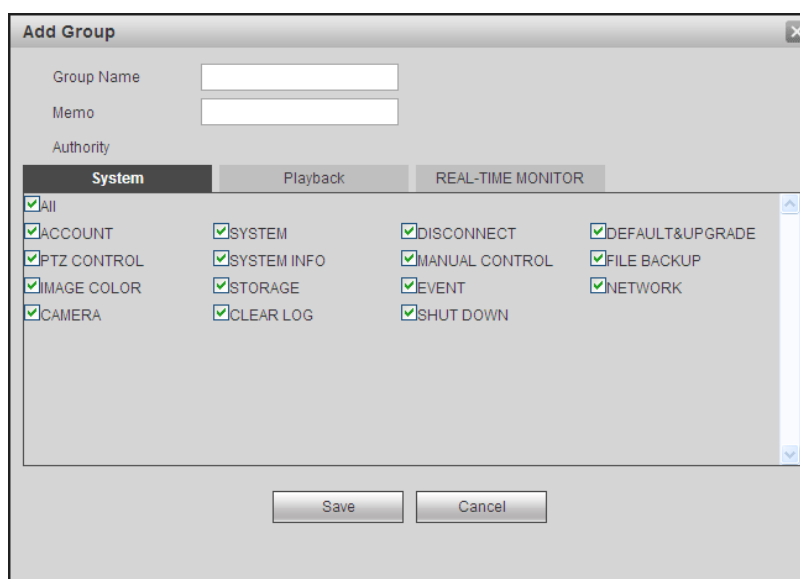 Add Group
Group Name
Memo
Authority
System Playback REAL-TIME MONITOR
All
ACCOUNT SYSTEM DISCONNECT DEFAULT&UPGRADE
PTZ CONTROL SYSTEM INFO MANUAL CONTROL FILE BACKUP
IMAGE COLOR STORAGE EVENT NETWORK
CAMERA CLEAR LOG SHUT DOWN
Save Cancel